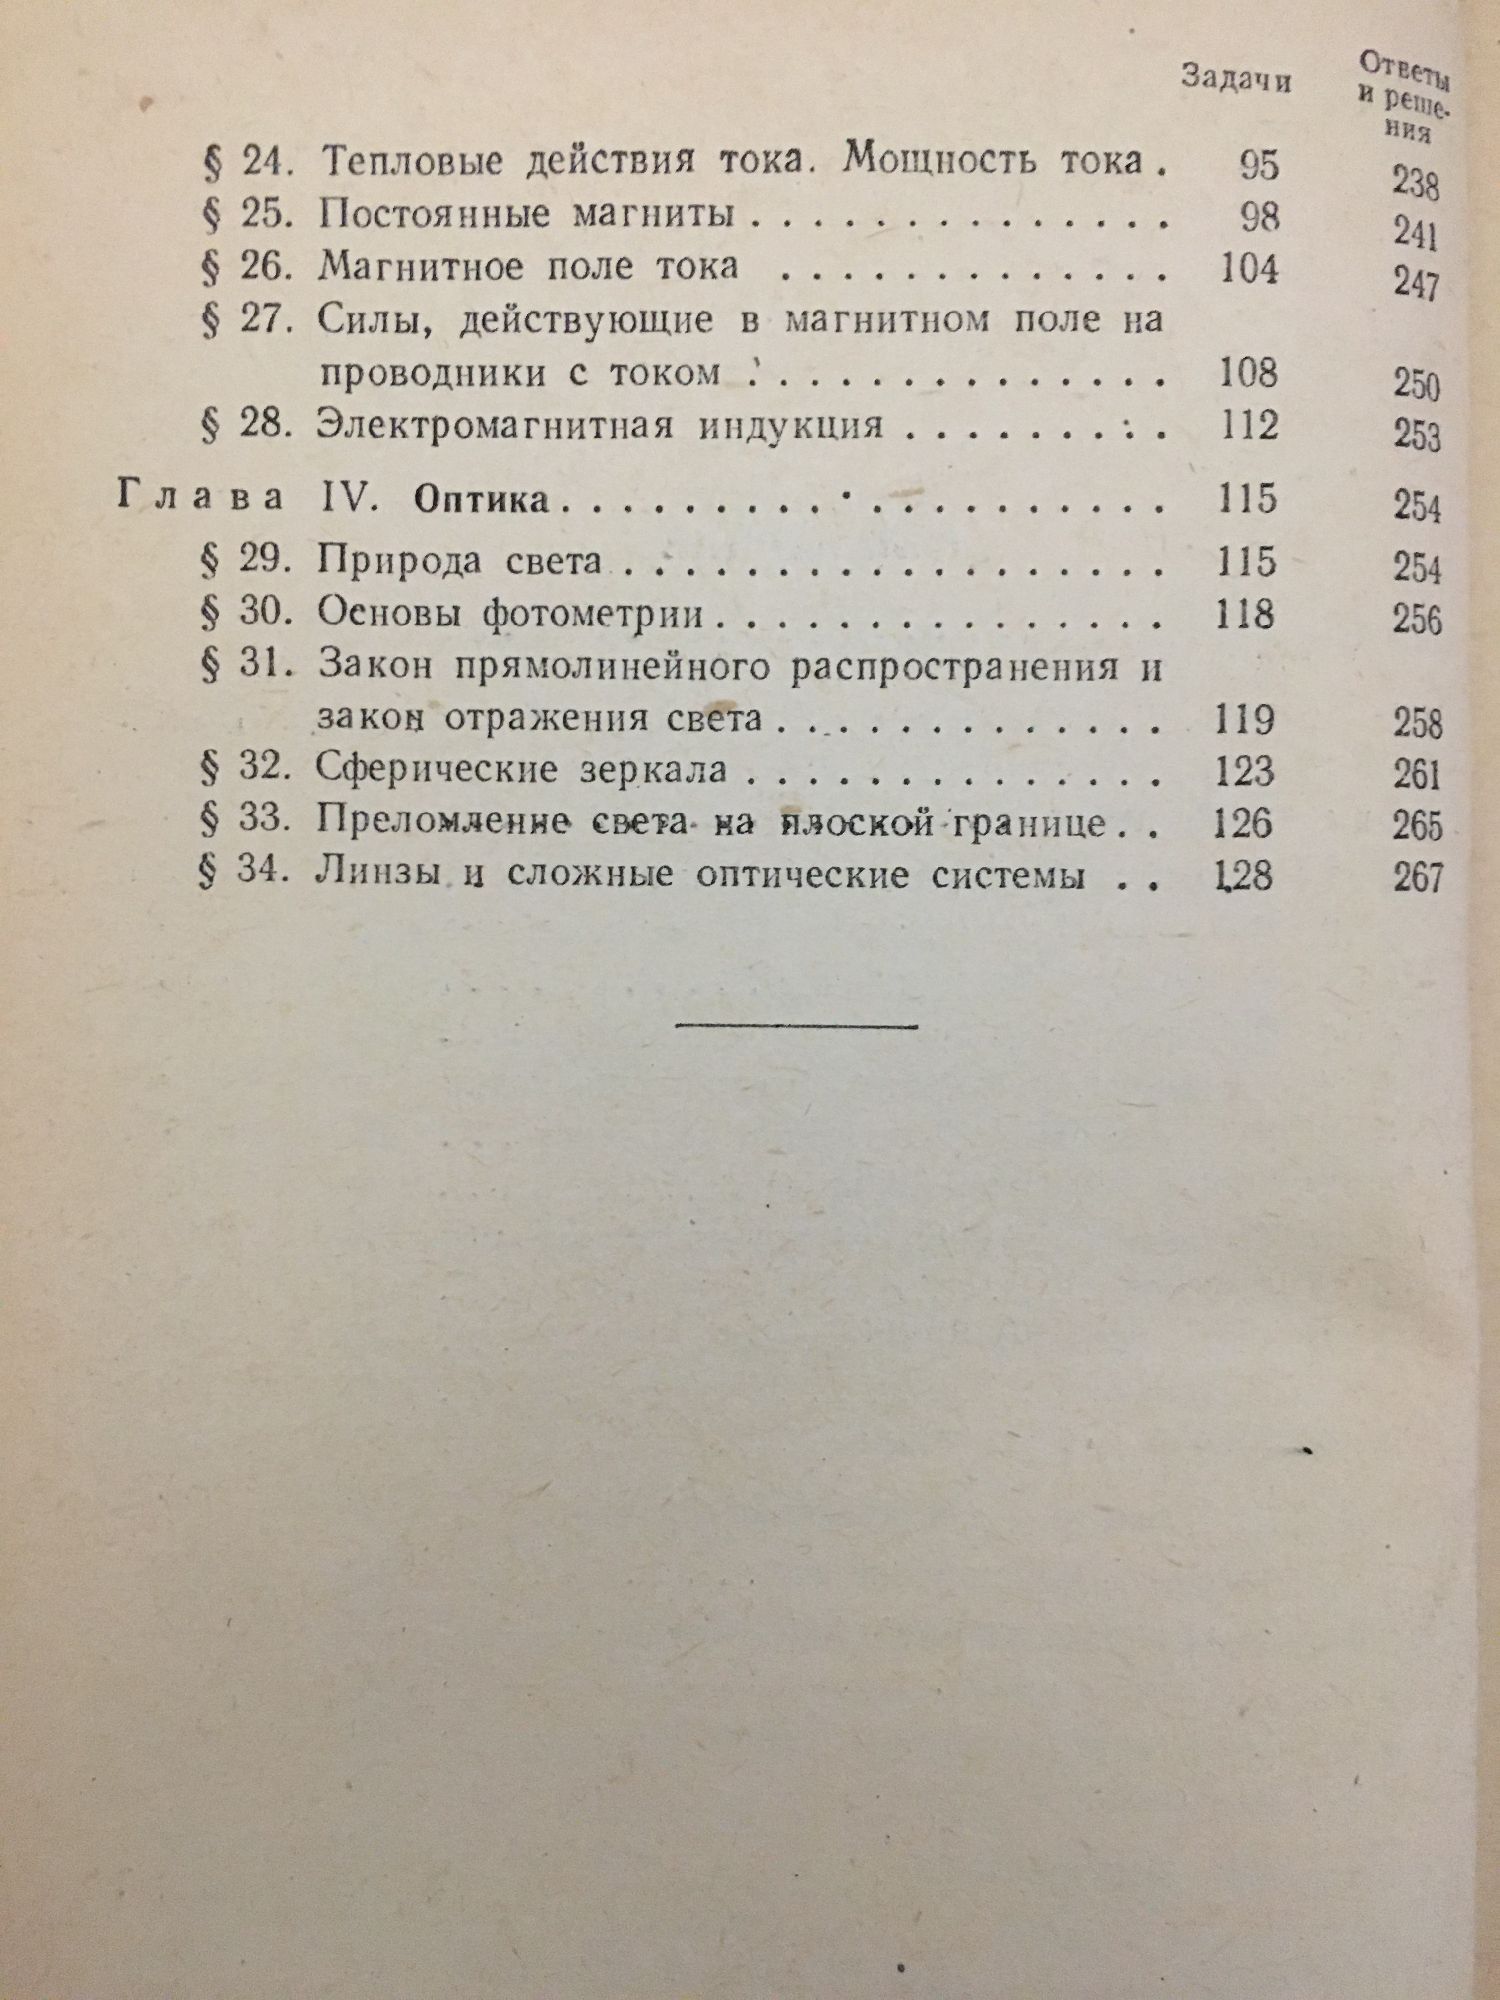 Задачи Ответы
и реше-
ния
§ 24. Тепловые действия тока. Мощность тока . 95 238
§ 25. Постоянные магниты . . . . . . . . . . . . . . 98 241
§ 26. Магнитное поле тока . . . . . . . . . . . . . 104 247
§ 27. Силы, действующие в магнитном поле на
проводники с током . . . . . . . . . . . . . . 108 250
§ 28. Электромагнитная индукция . . . . . . . . . 112 253
Глава IV. Оптика . . . . . . . . . . . . . . . . . . . . 115 254
§ 29. Природа света . . . . . . . . . . . . . . . . . . 115 254
§ 30. Основы фотометрии . . . . . . . . . . . . . . . 118 256
§ 31. Закон прямолинейного распространения и
закон отражения света . . . . . . . . . . . . . 119 258
§ 32. Сферические зеркала . . . . . . . . . . . . . . 123 261
§ 33. Преломление света на плоской границе . . 126 265
§ 34. Линзы и сложные оптические системы . . 128 267